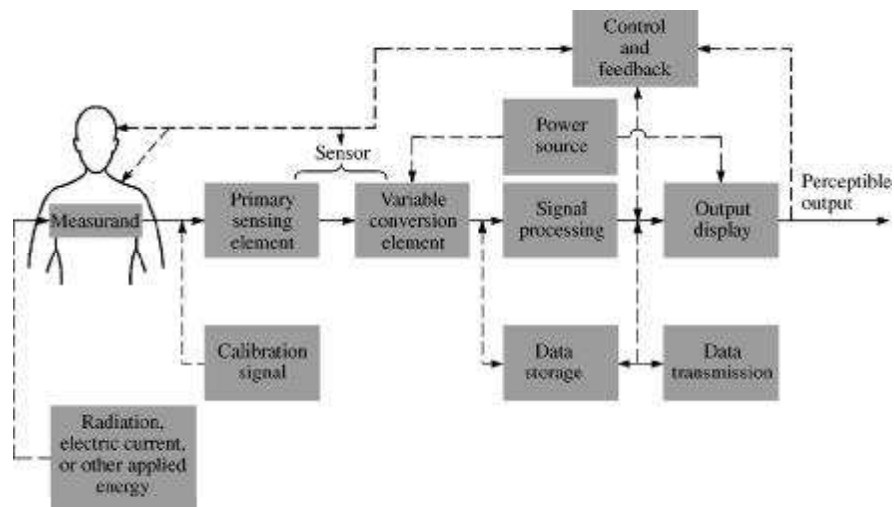 Control
and
feedback
Power
source
Sensor
Perceptible
output
Measurand
Primary
sensing
element
Variable
conversion
element
Signal
processing
Output
display
Calibration
signal
Data
storage
Data
transmission
Radiation,
electric current,
or other applied
energy